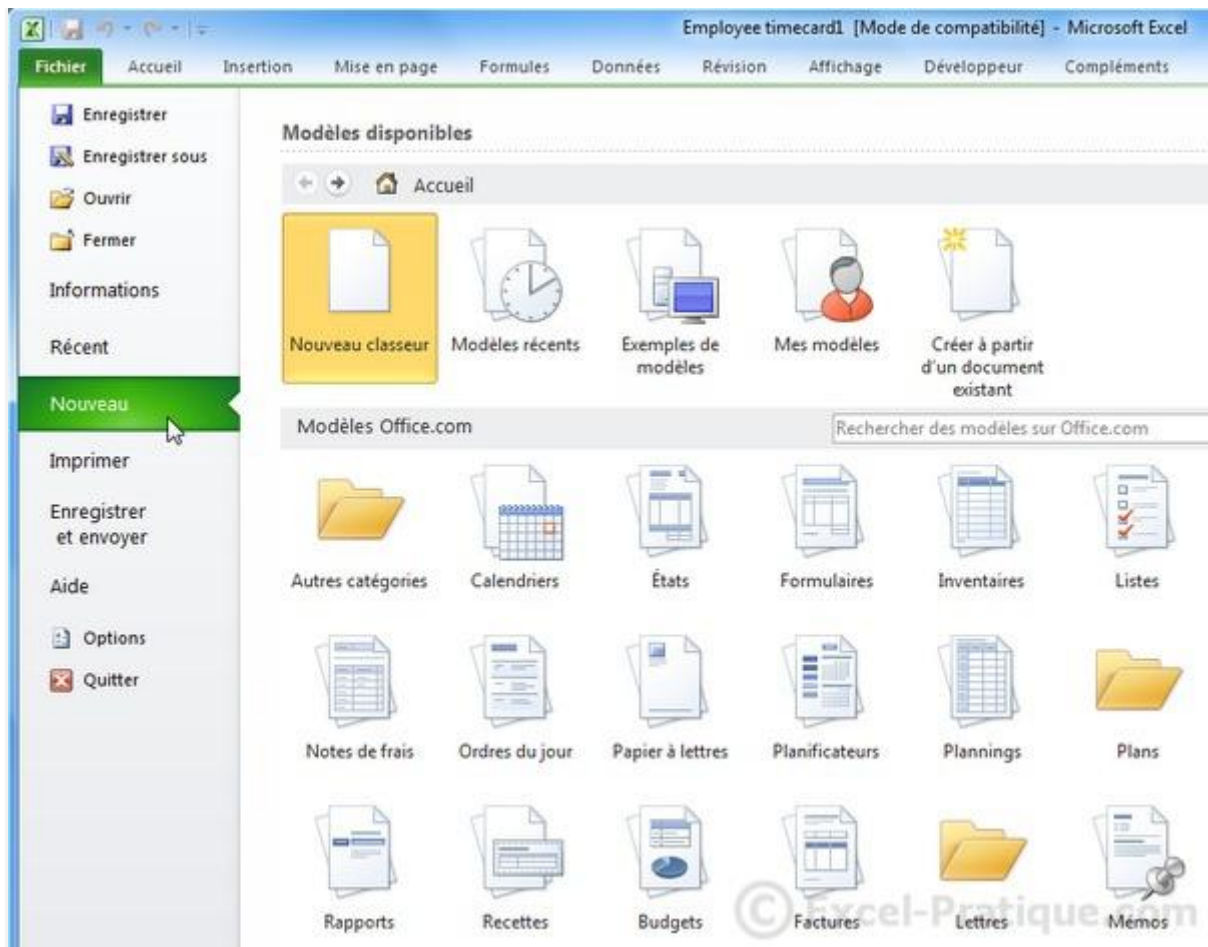 Employee timecard1 [Mode de compatibilité] - Microsoft Excel
Fichier Accueil Insertion Mise en page Formules Données Révision Affichage Développeur Compléments
Enregistrer
Enregistrer sous
Ouvrir
Fermer
Informations
Récent
Nouveau
Imprimer
Enregistrer
et envoyer
Aide
Options
Quitter
Modèles disponibles
Accueil
Nouveau classeur Modèles récents Exemples de Mes modèles Créer à partir
modèles d'un document
existant
Modèles Office.com Rechercher des modèles sur Office.com
Autres catégories Calendriers États Formulaires Inventaires Listes
Notes de frais Ordres du jour Papier à lettres Planificateurs Plannings Plans
Rapports Recettes Budgets Factures Lettres Mémos
© Excel-Pratique.com